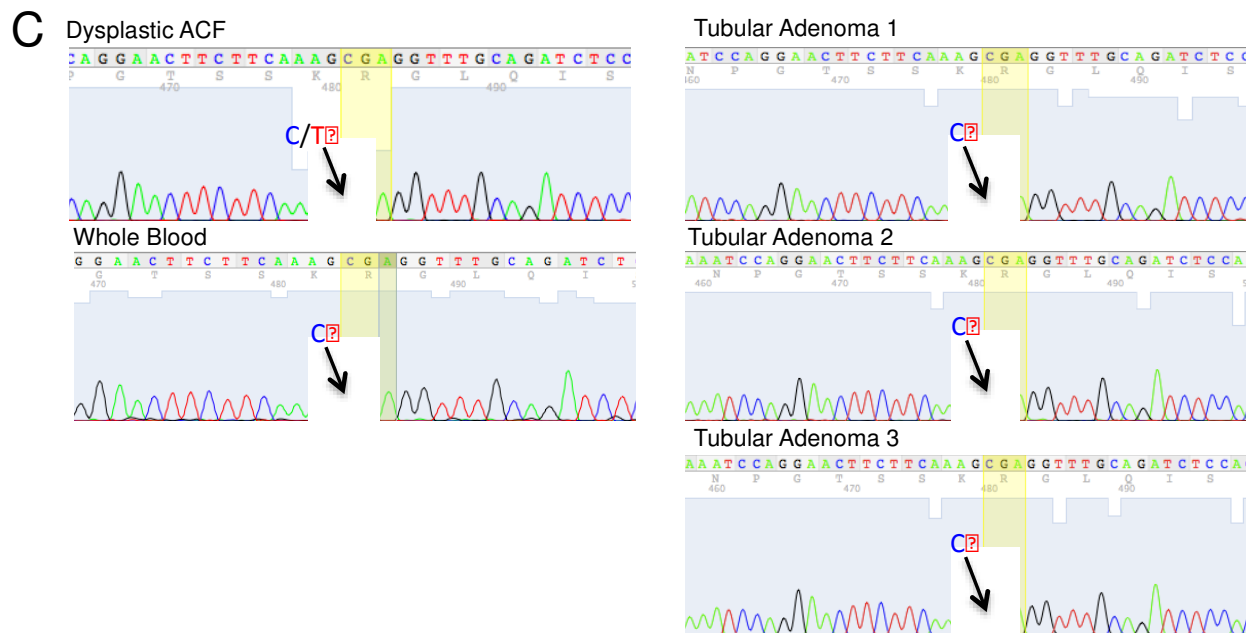 C
Dysplastic ACF
CAGGAACTTCTTCAAAGCGAGGTTTGCAGATCTCC
P G T S S K R G L Q I S
470 480 490
C/T?
Whole Blood
GGAACTTCTTCAAAGCGAGGTTTGCAGATCT
G T S S K R G L Q I
470 480 490
C?
Tubular Adenoma 1
ATCCAGGAACTTCTTCAAAGCGAGGTTTGCAGATCTCC
N P G T S S K R G L Q I S
460 470 480 490
C?
Tubular Adenoma 2
AAATCCAGGAACTTCTTCAAAGCGAGGTTTGCAGATCTCCA
N P G T S S K R G L Q I S
460 470 480 490
C?
Tubular Adenoma 3
AAATCCAGGAACTTCTTCAAAGCGAGGTTTGCAGATCTCCA
N P G T S S K R G L Q I S
460 470 480 490
C?